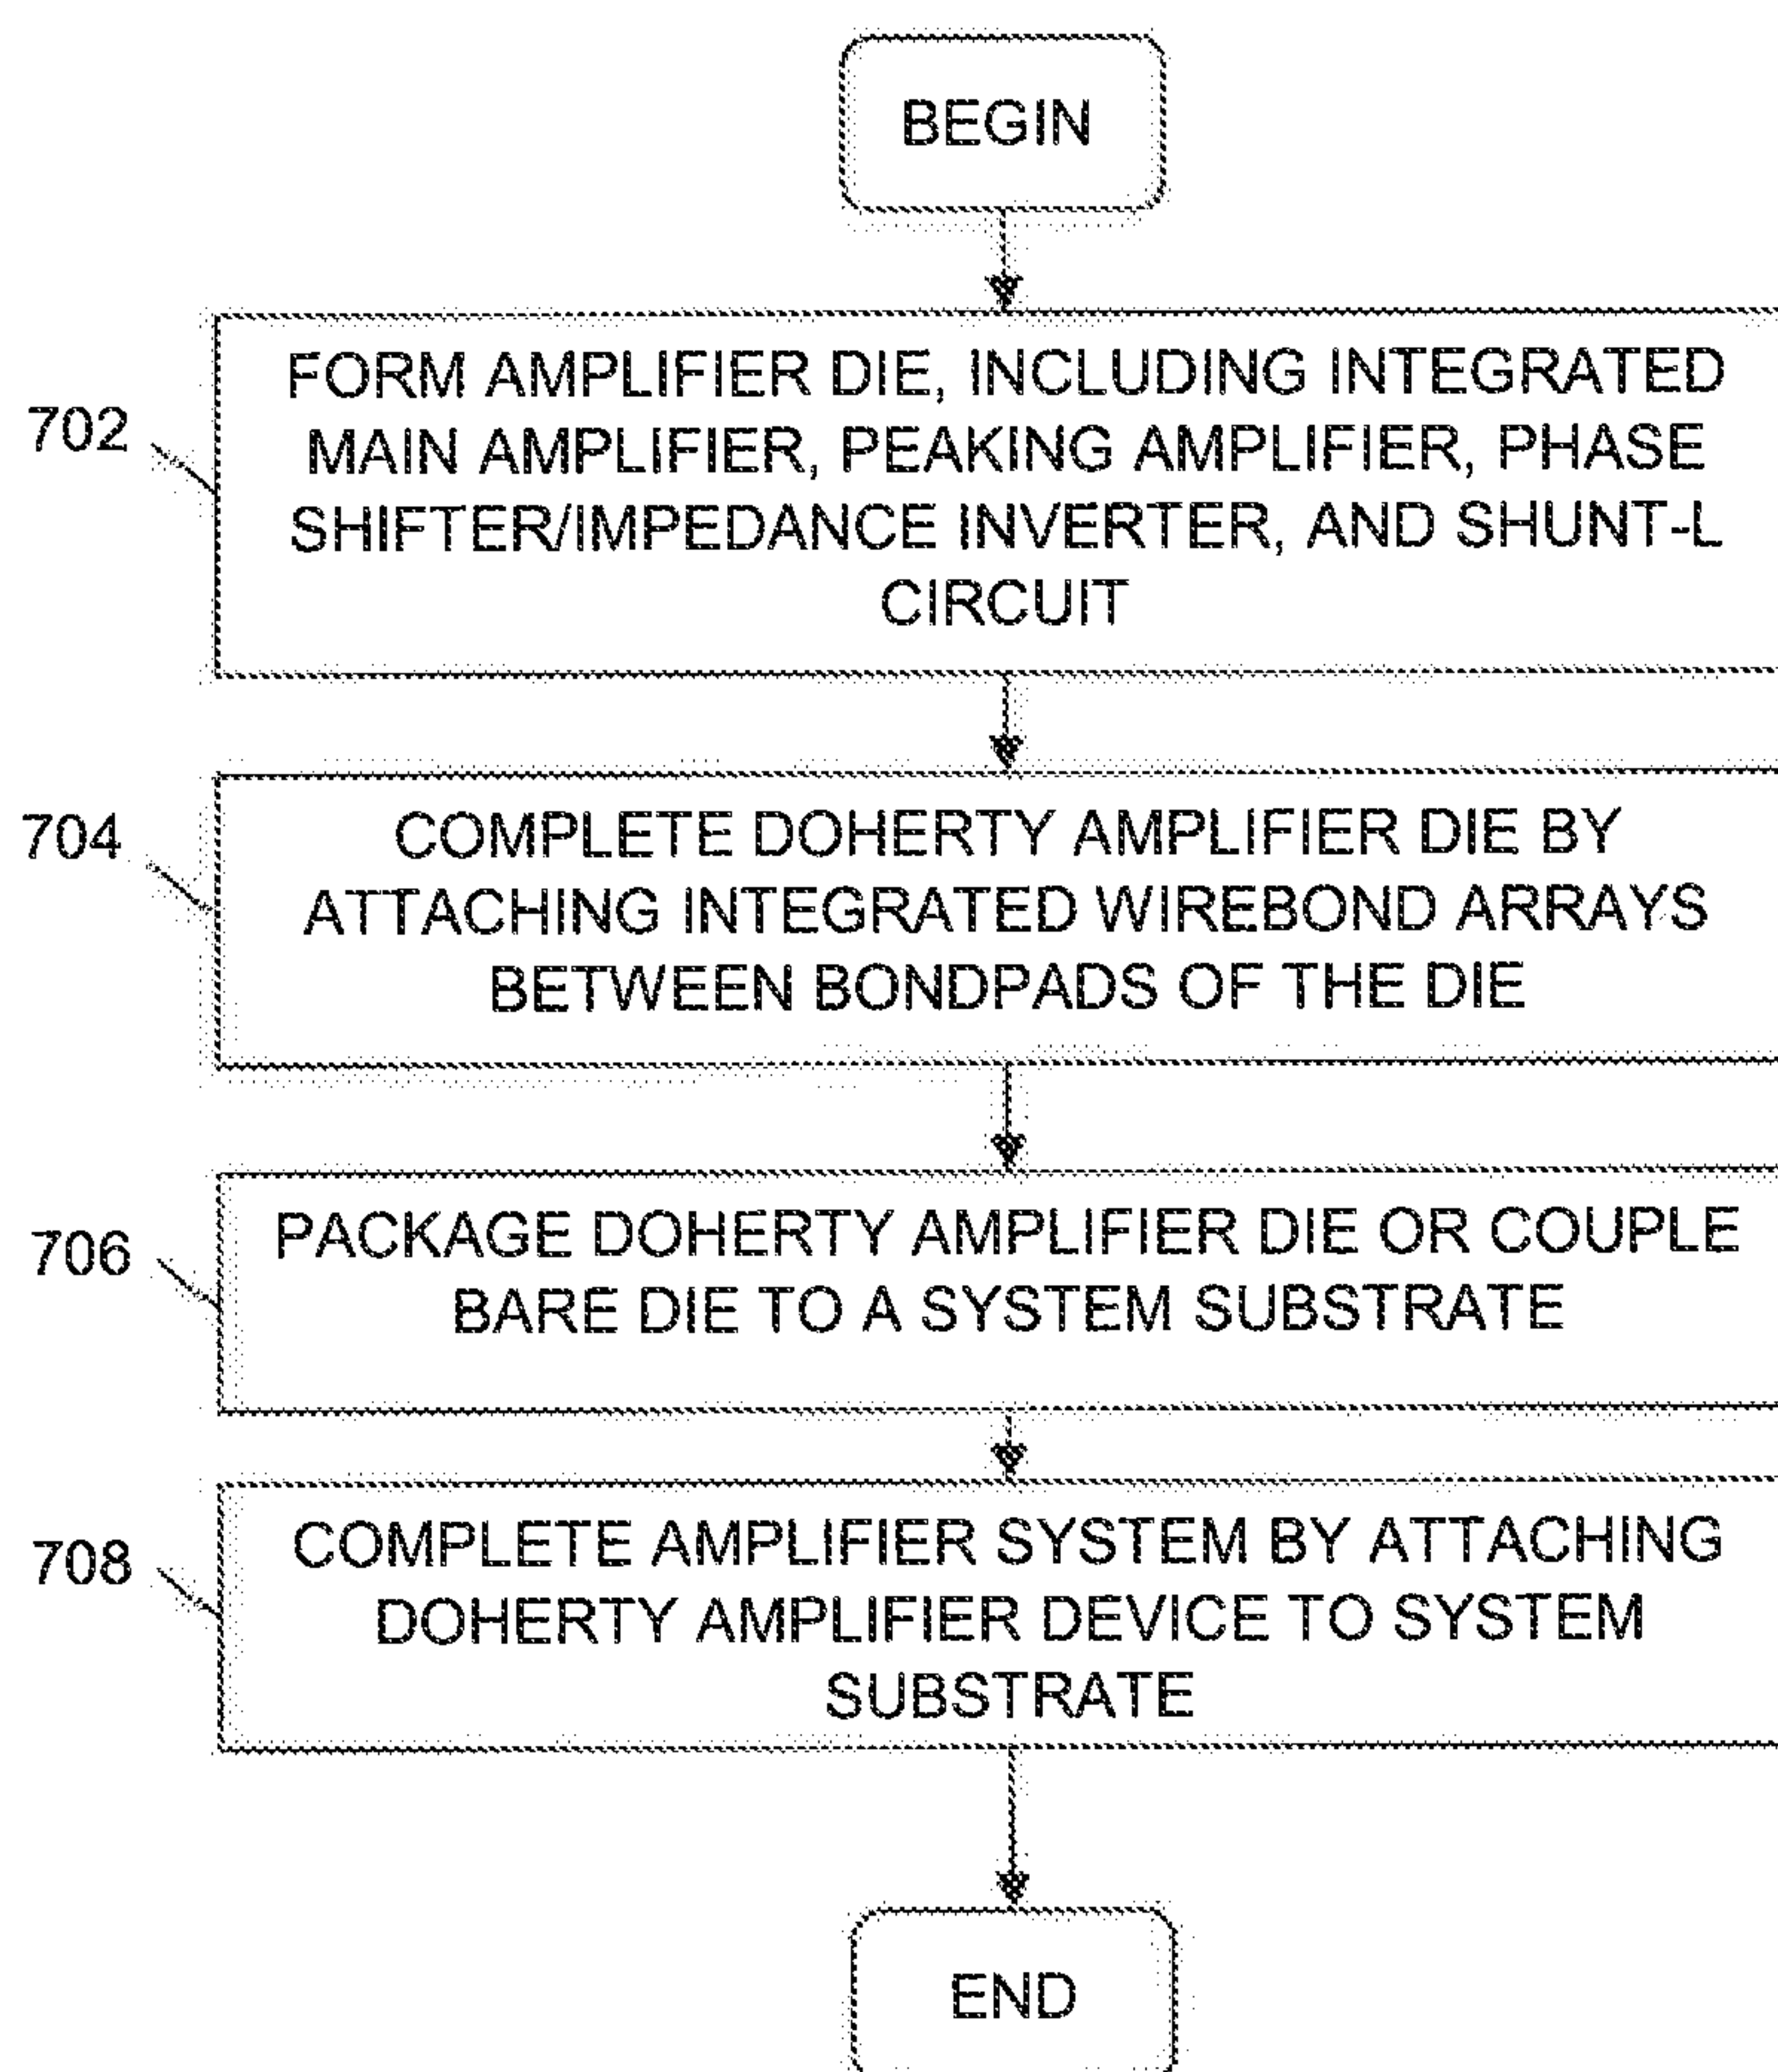 BEGIN
702
FORM AMPLIFIER DIE, INCLUDING INTEGRATED
MAIN AMPLIFIER, PEAKING AMPLIFIER, PHASE
SHIFTER/IMPEDANCE INVERTER, AND SHUNT-L
CIRCUIT
704
COMPLETE DOHERTY AMPLIFIER DIE BY
ATTACHING INTEGRATED WIREBOND ARRAYS
BETWEEN BONDPADS OF THE DIE
706
PACKAGE DOHERTY AMPLIFIER DIE OR COUPLE
BARE DIE TO A SYSTEM SUBSTRATE
708
COMPLETE AMPLIFIER SYSTEM BY ATTACHING
DOHERTY AMPLIFIER DEVICE TO SYSTEM
SUBSTRATE
END